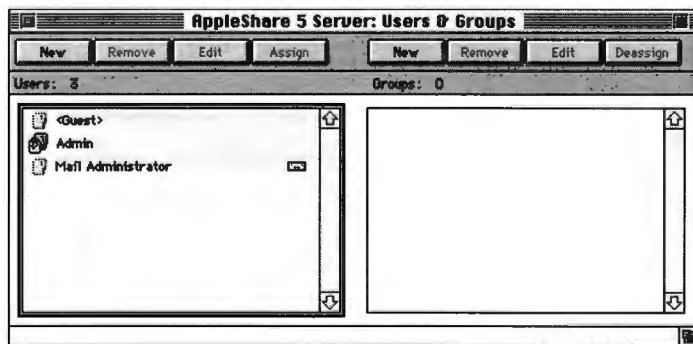 AppleShare 5 Server: Users & Groups
New Remove Edit Assign New Remove Edit Deassign
Users: 3 Groups: 0
<Guest>
Admin
Mail Administrator